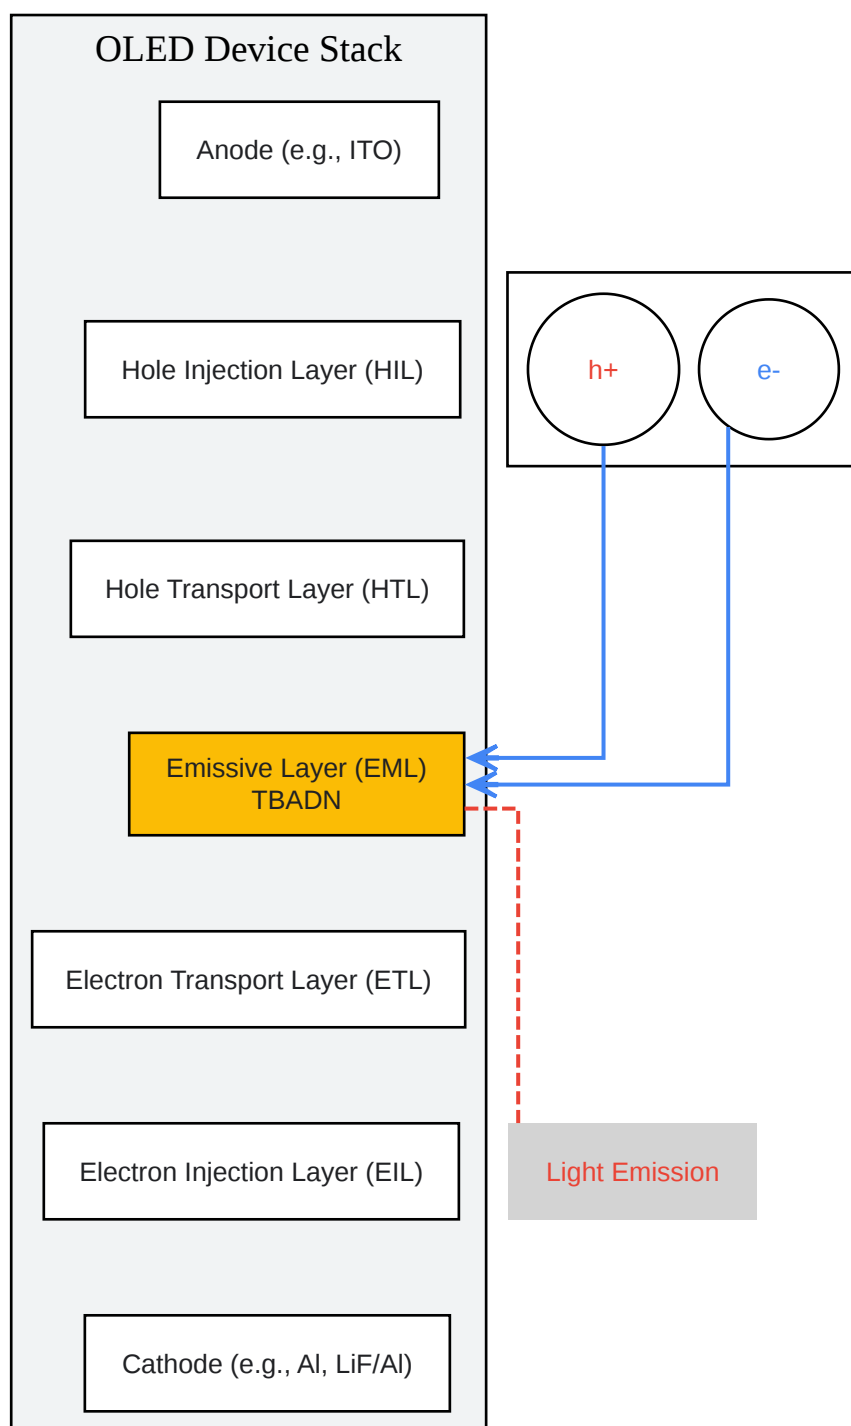 OLED Device Stack
Anode (e.g., ITO)
Hole Injection Layer (HIL)
h+
e-
Hole Transport Layer (HTL)
Emissive Layer (EML)
TBADN
Electron Transport Layer (ETL)
Electron Injection Layer (EIL)
Light Emission
Cathode (e.g., Al, LiF/Al)